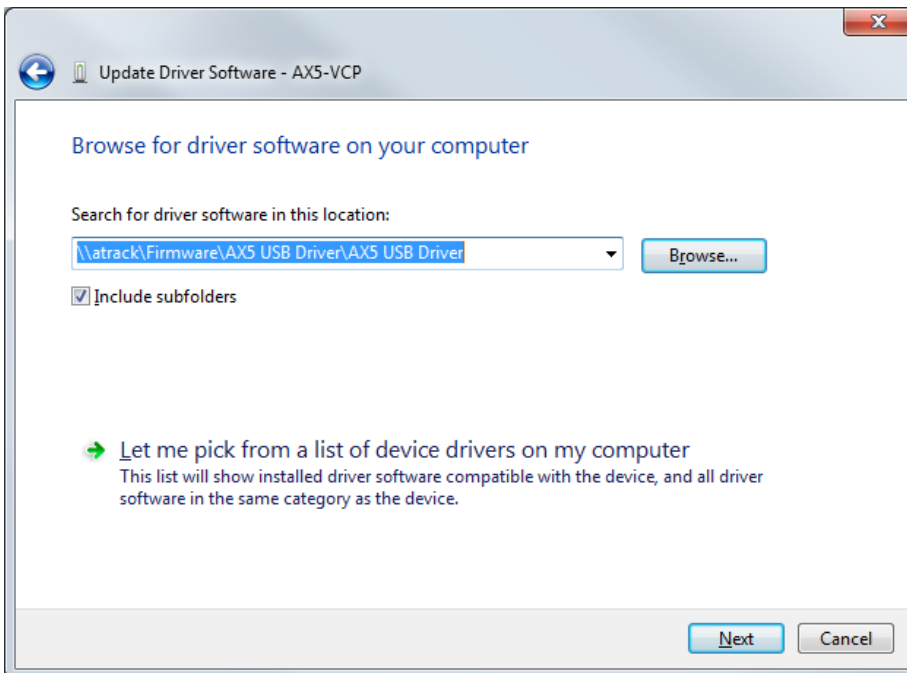 Update Driver Software - AX5-VCP
Browse for driver software on your computer
Search for driver software in this location:
\\atrack\Firmware\AX5 USB Driver\AX5 USB Driver
Browse...
Include subfolders
Let me pick from a list of device drivers on my computer
This list will show installed driver software compatible with the device, and all driver
software in the same category as the device.
Next
Cancel